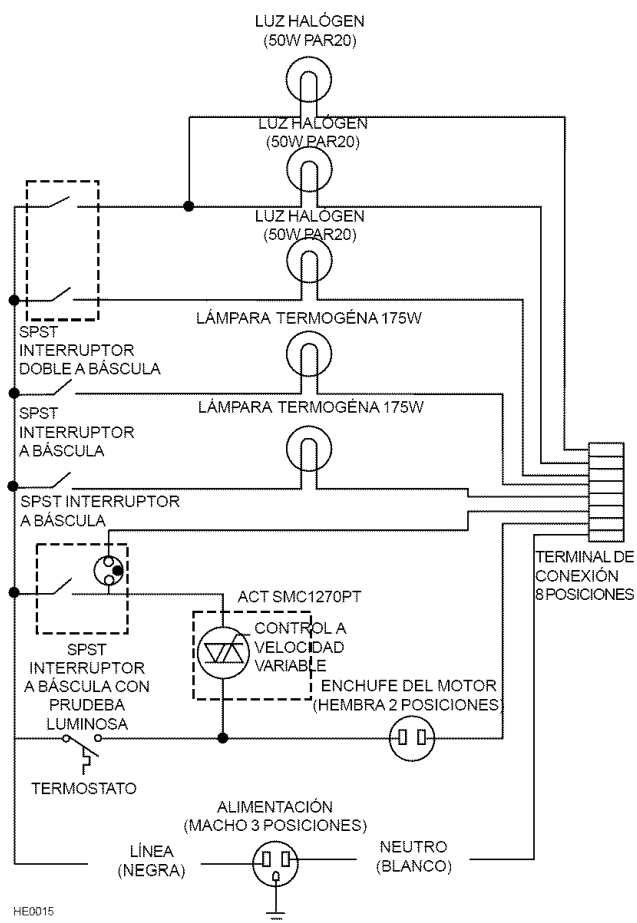 LUZ HALÓGEN
(50W PAR20)
LUZ HALÓGEN
(50W PAR20)
LUZ HALÓGEN
(50W PAR20)
LÁMPARA TERMOGÉNA 175W
SPST
INTERRUPTOR
DOBLE A BÁSCULA
LÁMPARA TERMOGÉNA 175W
SPST
INTERRUPTOR
A BÁSCULA
SPST INTERRUPTOR
A BÁSCULA
TERMINAL DE
CONEXIÓN
8 POSICIONES
ACT SMC1270PT
CONTROL A
VELOCIDAD
VARIABLE
SPST
INTERRUPTOR
A BÁSCULA CON
PRUDEBA
LUMINOSA
ENCHUFE DEL MOTOR
(HEMBRA 2 POSICIONES)
TERMOSTATO
ALIMENTACIÓN
(MACHO 3 POSICIONES)
LÍNEA
(NEGRA)
NEUTRO
(BLANCO)
HE0015